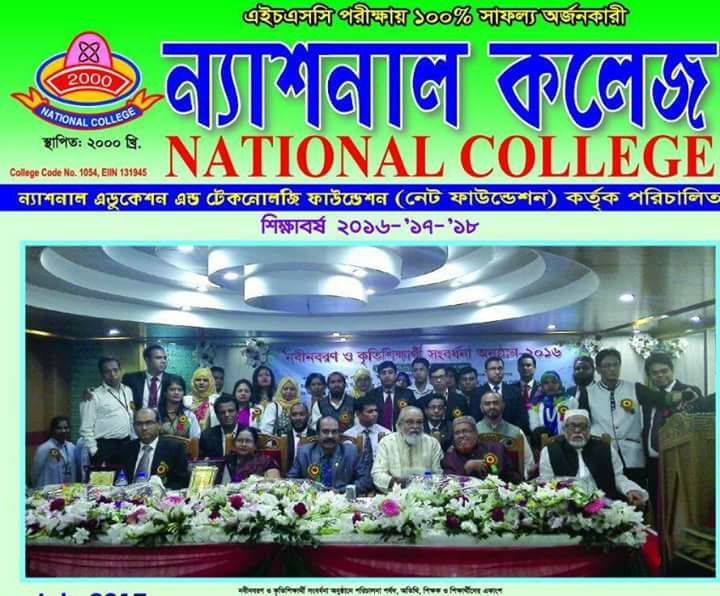 এইচএসসি পরীক্ষায় ১০০% সাফল্য অর্জনকারী
2000
NATIONAL COLLEGE
ন্যাশনাল কলেজ
স্থাপিত: ২০০০ খ্রি.
NATIONAL COLLEGE
College Code No. 1054, EIIN 131945
ন্যাশনাল এডুকেশন এন্ড টেকনোলজি ফাউন্ডেশন (নেট ফাউন্ডেশন) কর্তৃক পরিচালিত
শিক্ষাবর্ষ ২০১৬-'১৭-'১৮
নবীনবরণ ও কৃতিশিক্ষার্থী সংবর্ধনা অনুষ্ঠান-২০১৬
নবীনবরণ ও কৃতিশিক্ষার্থী সংবর্ধনা অনুষ্ঠানে পরিচালনা পর্ষদ, অতিথি, শিক্ষক ও শিক্ষার্থীদের একাংশ